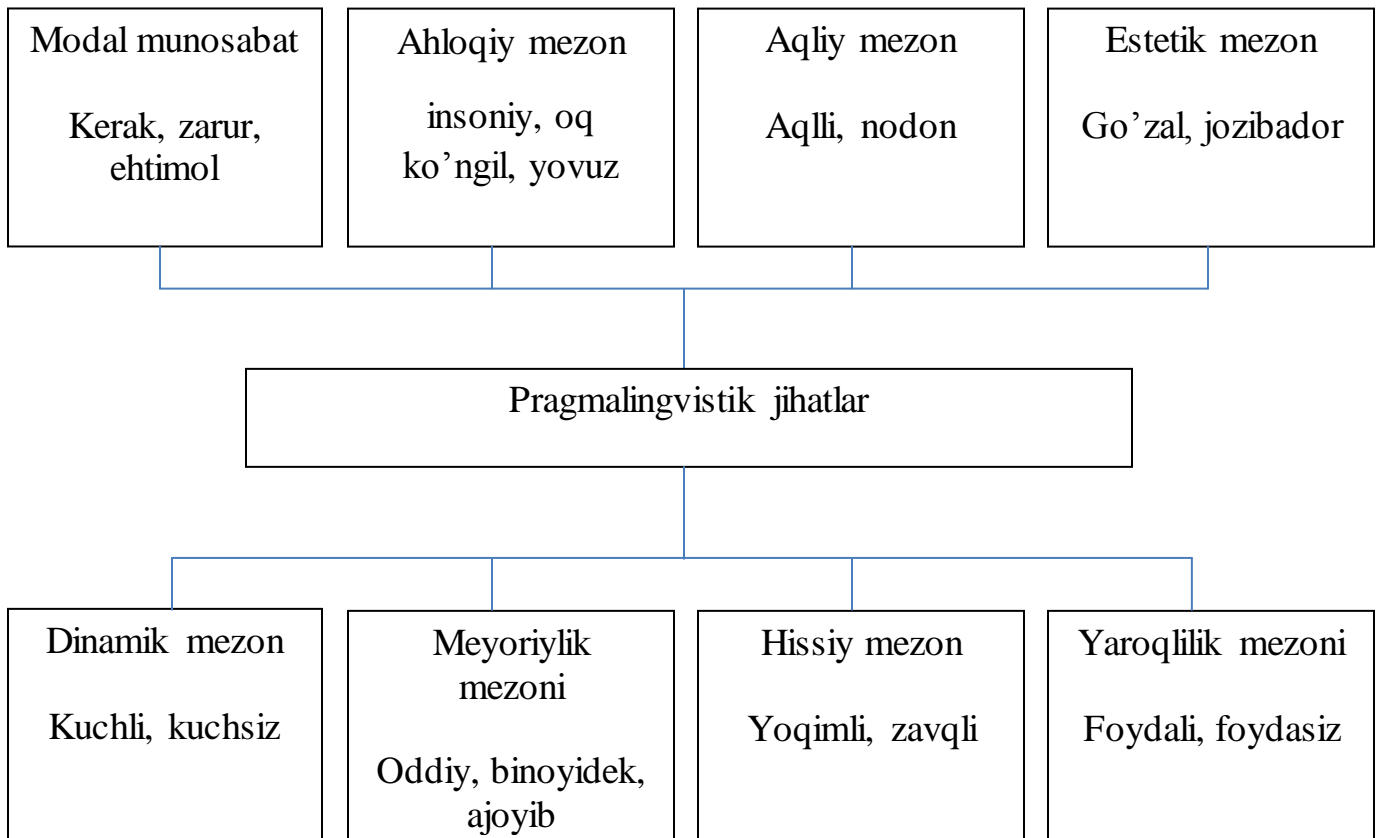 Modal munosabat
Kerak, zarur,
ehtimol
Ahloqiy mezon
insoniy, oq
ko’ngil, yovuz
Aqliy mezon
Aqlli, nodon
Estetik mezon
Go’zal, jozibador
Pragmalingvistik jihatlar
Dinamik mezon
Kuchli, kuchsiz
Meyoriylik
mezoni
Oddiy, binoyidek,
ajoyib
Hissiy mezon
Yoqimli, zavqli
Yaroqlilik mezoni
Foydali, foydasiz